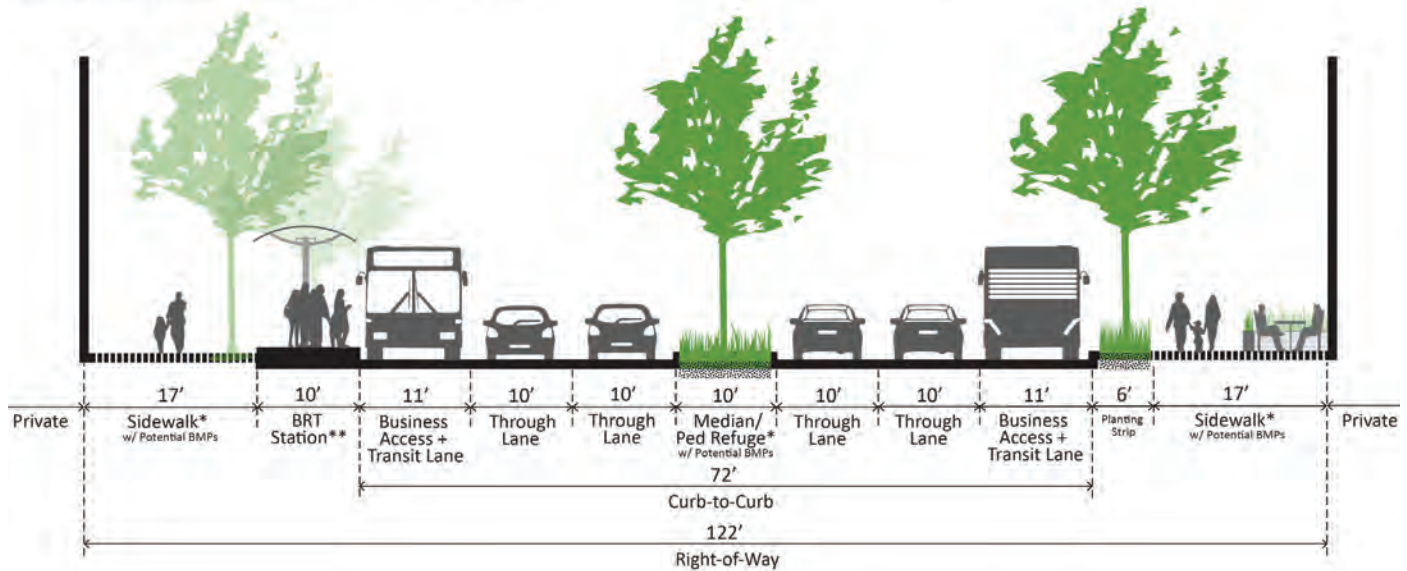 17’
10’
11’
10’
10’
10’
10’
10’
11’
6’
17’
Private
Sidewalk*
w/ Potential BMPs
BRT
Station**
Business
Access +
Transit Lane
Through
Lane
Through
Lane
Median/
Ped Refuge*
w/ Potential BMPs
Through
Lane
Through
Lane
Business
Access +
Transit Lane
Planting
Strip
Sidewalk*
w/ Potential BMPs
Private
72’
Curb-to-Curb
122’
Right-of-Way